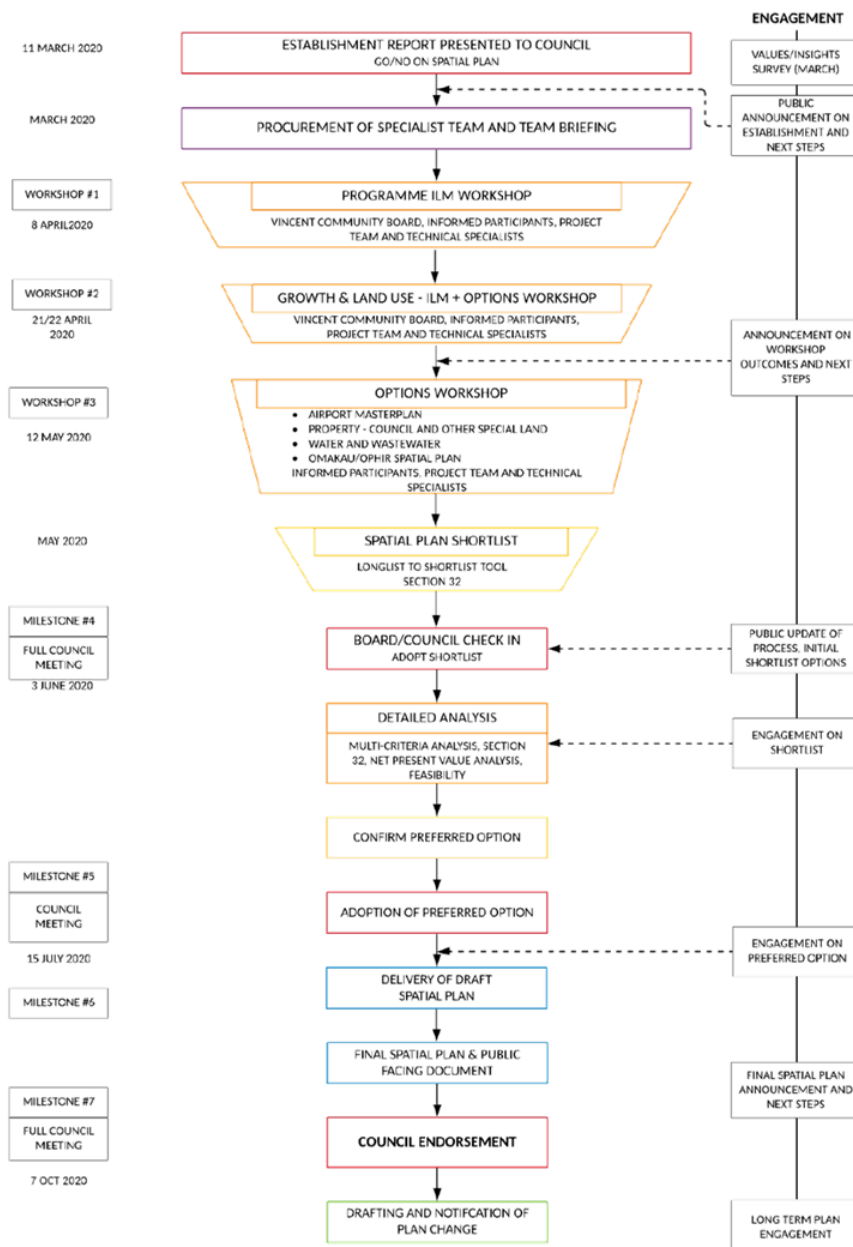 ENGAGEMENT
11 MARCH 2020
ESTABLISHMENT REPORT PRESENTED TO COUNCIL
GO/NO ON SPATIAL PLAN
VALUES/INSIGHTS
SURVEY (MARCH)
MARCH 2020
PROCUREMENT OF SPECIALIST TEAM AND TEAM BRIEFING
PUBLIC
ANNOUNCEMENT ON
ESTABLISHMENT AND
NEXT STEPS
WORKSHOP #1
8 APRIL2020
PROGRAMME ILM WORKSHOP
VINCENT COMMUNITY BOARD, INFORMED PARTICIPANTS, PROJECT
TEAM AND TECHNICAL SPECIALISTS
WORKSHOP #2
21/22 APRIL
2020
GROWTH & LAND USE - ILM + OPTIONS WORKSHOP
VINCENT COMMUNITY BOARD, INFORMED PARTICIPANTS,
PROJECT TEAM AND TECHNICAL SPECIALISTS
ANNOUNCEMENT ON
WORKSHOP
OUTCOMES AND NEXT
STEPS
WORKSHOP #3
12 MAY 2020
OPTIONS WORKSHOP
• AIRPORT MASTERPLAN
• PROPERTY - COUNCIL AND OTHER SPECIAL LAND
• WATER AND WASTEWATER
• OMAKAU/OPHIR SPATIAL PLAN
INFORMED PARTICIPANTS, PROJECT TEAM AND TECHNICAL
SPECIALISTS
MAY 2020
SPATIAL PLAN SHORTLIST
LONGLIST TO SHORTLIST TOOL
SECTION 32
MILESTONE #4
FULL COUNCIL
MEETING
3 JUNE 2020
BOARD/COUNCIL CHECK IN
ADOPT SHORTLIST
PUBLIC UPDATE OF
PROCESS, INITIAL
SHORTLIST OPTIONS
DETAILED ANALYSIS
MULTI-CRITERIA ANALYSIS, SECTION
32, NET PRESENT VALUE ANALYSIS,
FEASIBILITY
ENGAGEMENT ON
SHORTLIST
CONFIRM PREFERRED OPTION
MILESTONE #5
COUNCIL
MEETING
15 JULY 2020
ADOPTION OF PREFERRED OPTION
ENGAGEMENT ON
PREFERRED OPTION
MILESTONE #6
DELIVERY OF DRAFT
SPATIAL PLAN
FINAL SPATIAL PLAN & PUBLIC
FACING DOCUMENT
FINAL SPATIAL PLAN
ANNOUNCEMENT AND
NEXT STEPS
MILESTONE #7
FULL COUNCIL
MEETING
7 OCT 2020
COUNCIL ENDORSEMENT
DRAFTING AND NOTIFCATION OF
PLAN CHANGE
LONG TERM PLAN
ENGAGEMENT